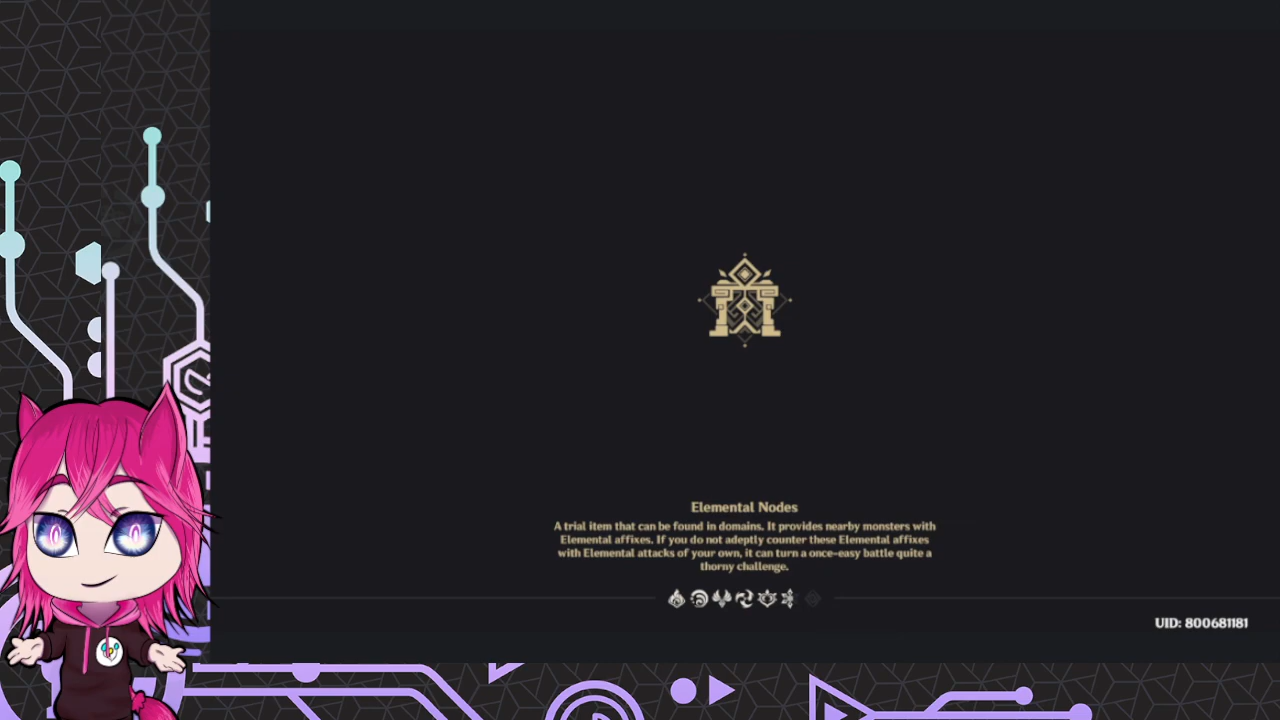 Elemental Nodes
A trial item that can be found in domains. It provides nearby monsters with
Elemental affixes. If you do not adeptly counter these Elemental affixes
with Elemental attacks of your own, it can turn a once-easy battle quite a
thorny challenge.
UID: 800681181